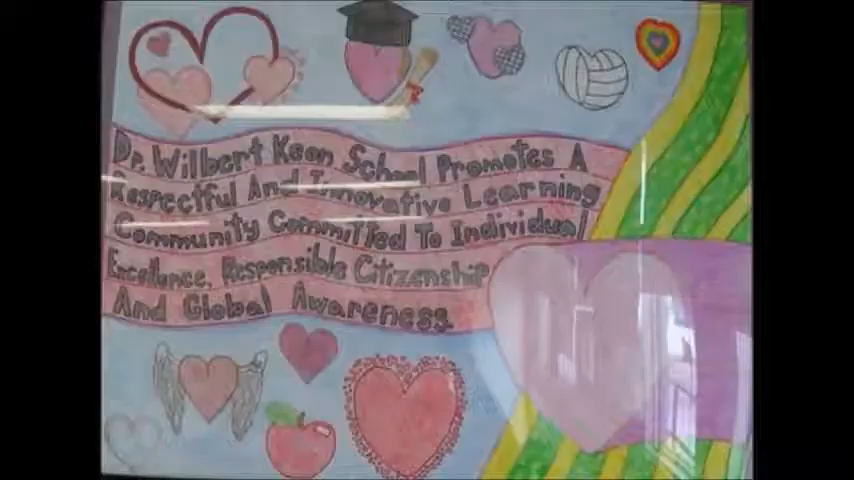 Dr. Wilbert Keon School Promotes A
Respectful And Innovative Learning
Community Committed To Individual
Excellence, Responsible Citizenship
And Global Awareness.